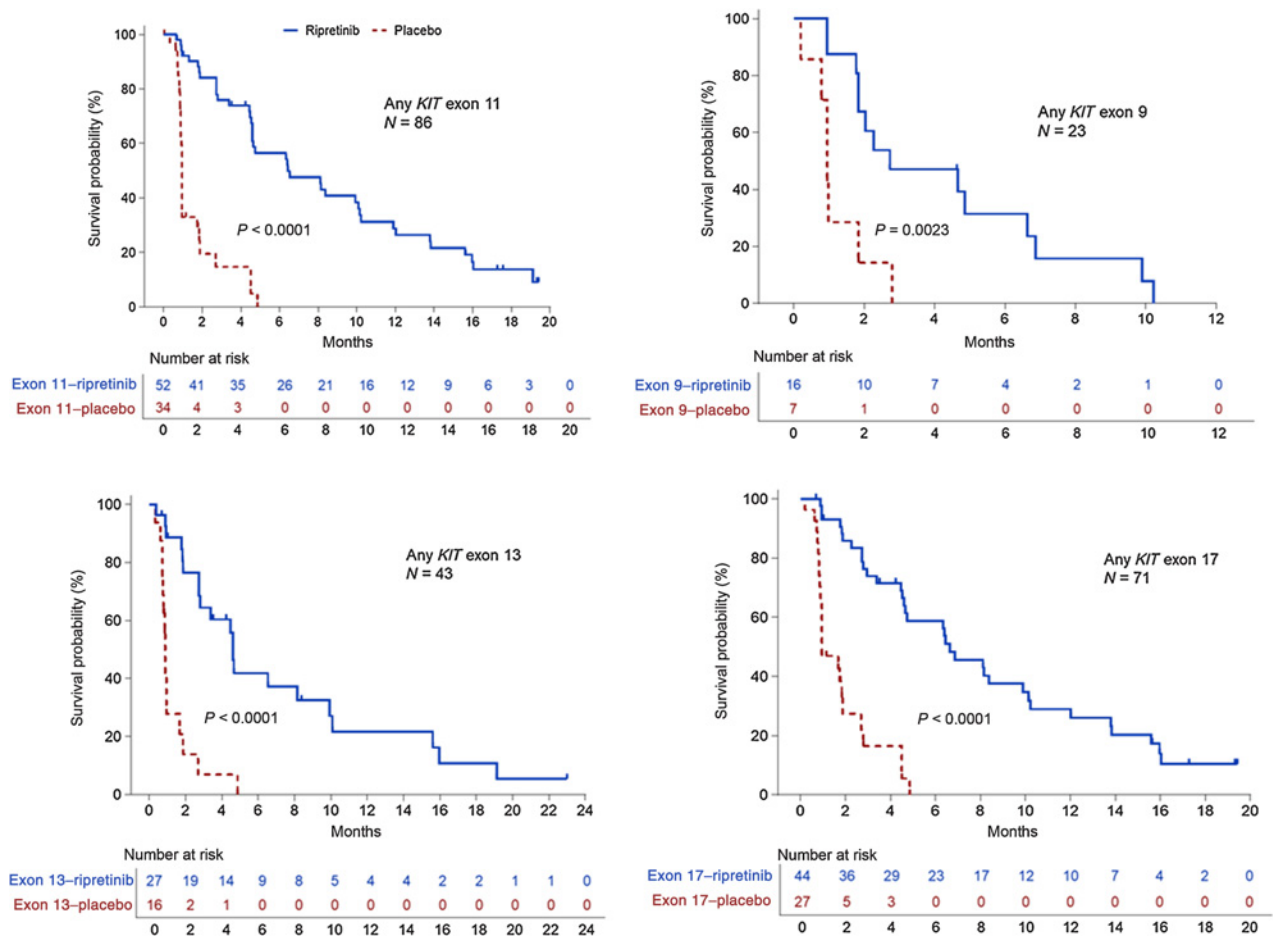 Ripretinib Placebo
Survival probability (%)
100
80
60
40
20
0
Any KIT exon 11
N = 86
P < 0.0001
0 2 4 6 8 10 12 14 16 18 20
Months
Number at risk
Exon 11–ripretinib 52 41 35 26 21 16 12 9 6 3 0
Exon 11–placebo 34 4 3 0 0 0 0 0 0 0 0
0 2 4 6 8 10 12 14 16 18 20
Survival probability (%)
100
80
60
40
20
0
Any KIT exon 9
N = 23
P = 0.0023
0 2 4 6 8 10 12
Months
Number at risk
Exon 9–ripretinib 16 10 7 4 2 1 0
Exon 9–placebo 7 1 0 0 0 0 0
0 2 4 6 8 10 12
Survival probability (%)
100
80
60
40
20
0
Any KIT exon 13
N = 43
P < 0.0001
0 2 4 6 8 10 12 14 16 18 20 22 24
Months
Number at risk
Exon 13–ripretinib 27 19 14 9 8 5 4 4 2 2 1 1 0
Exon 13–placebo 16 2 1 0 0 0 0 0 0 0 0 0 0
0 2 4 6 8 10 12 14 16 18 20 22 24
Survival probability (%)
100
80
60
40
20
0
Any KIT exon 17
N = 71
P < 0.0001
0 2 4 6 8 10 12 14 16 18 20
Months
Number at risk
Exon 17–ripretinib 44 36 29 23 17 12 10 7 4 2 0
Exon 17–placebo 27 5 3 0 0 0 0 0 0 0 0
0 2 4 6 8 10 12 14 16 18 20